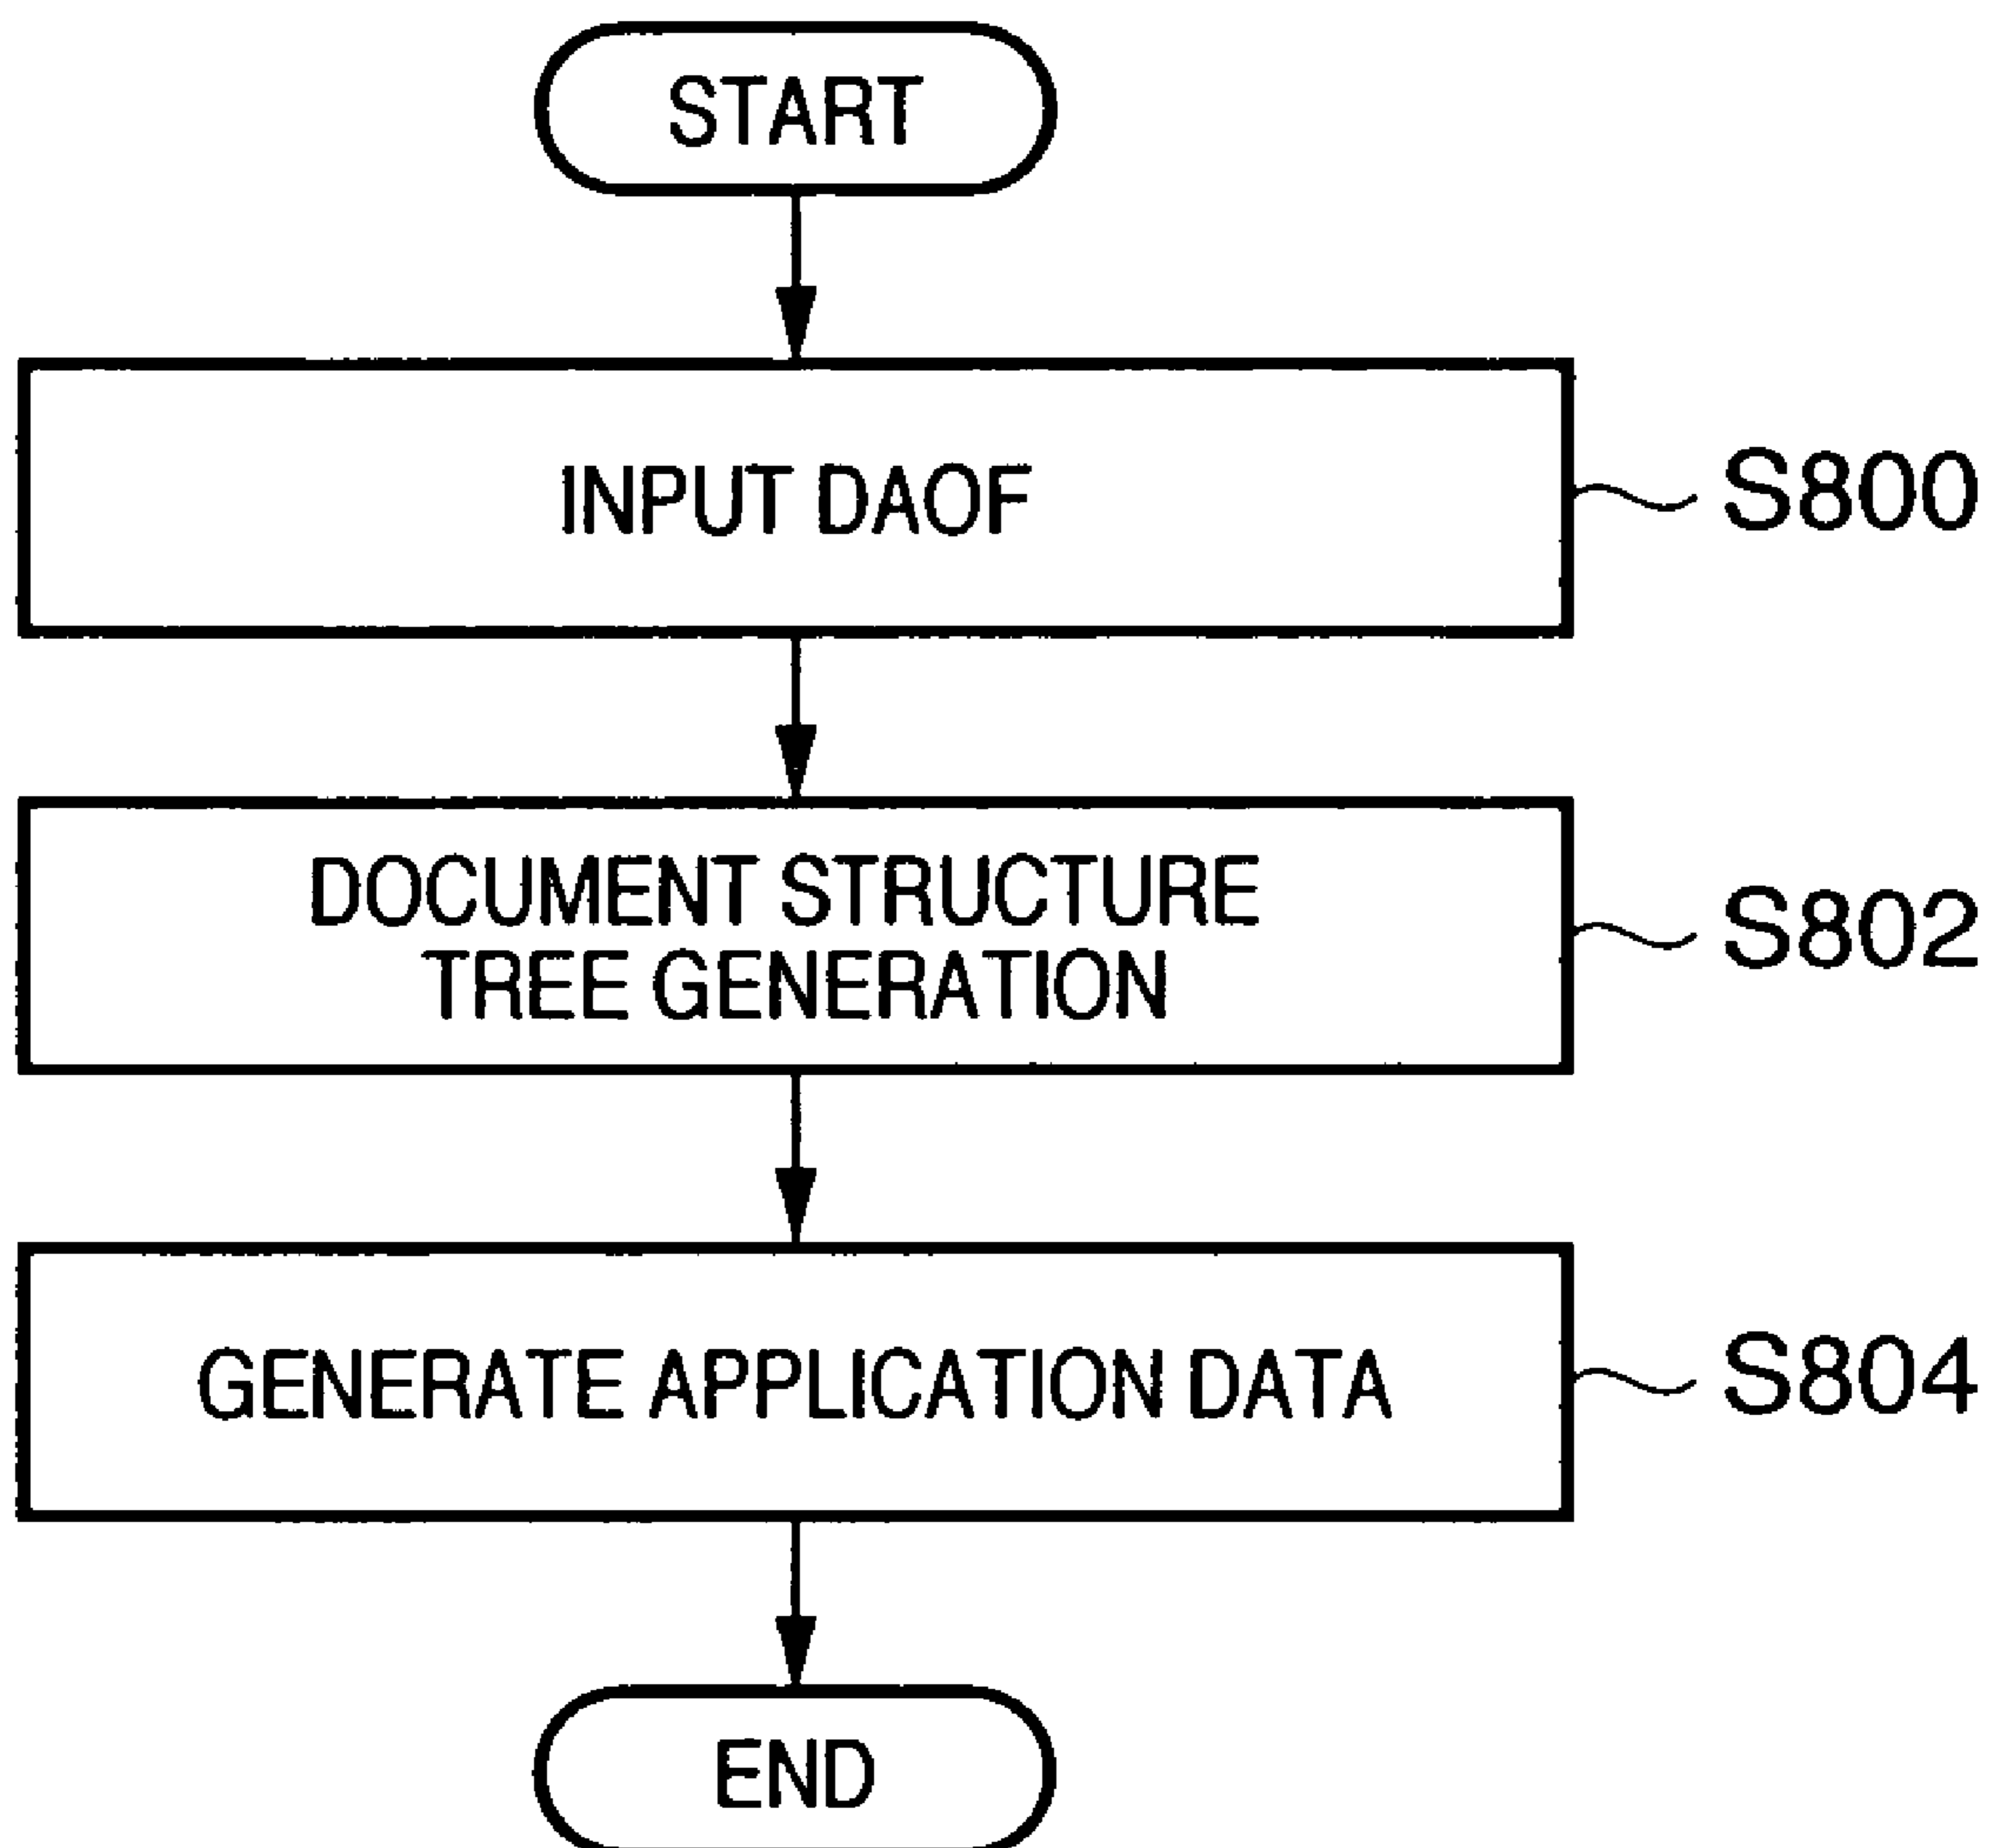 START
INPUT DAOF
S800
DOCUMENT STRUCTURE
TREE GENERATION
S802
GENERATE APPLICATION DATA
S804
END